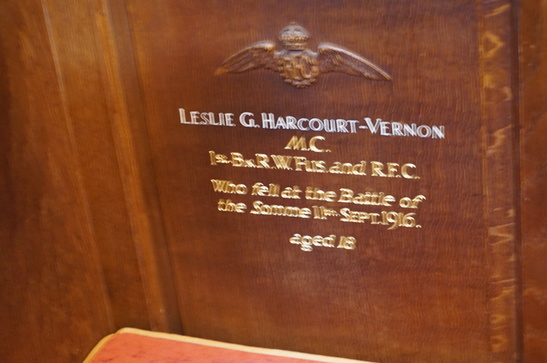 LESLIE G. HARCOURT-VERNON
M.C.
1st. Bn. R.W. FUS. and R.F.C.
Who fell at the Battle of
the Somme 11th SEPT. 1916.
aged 18